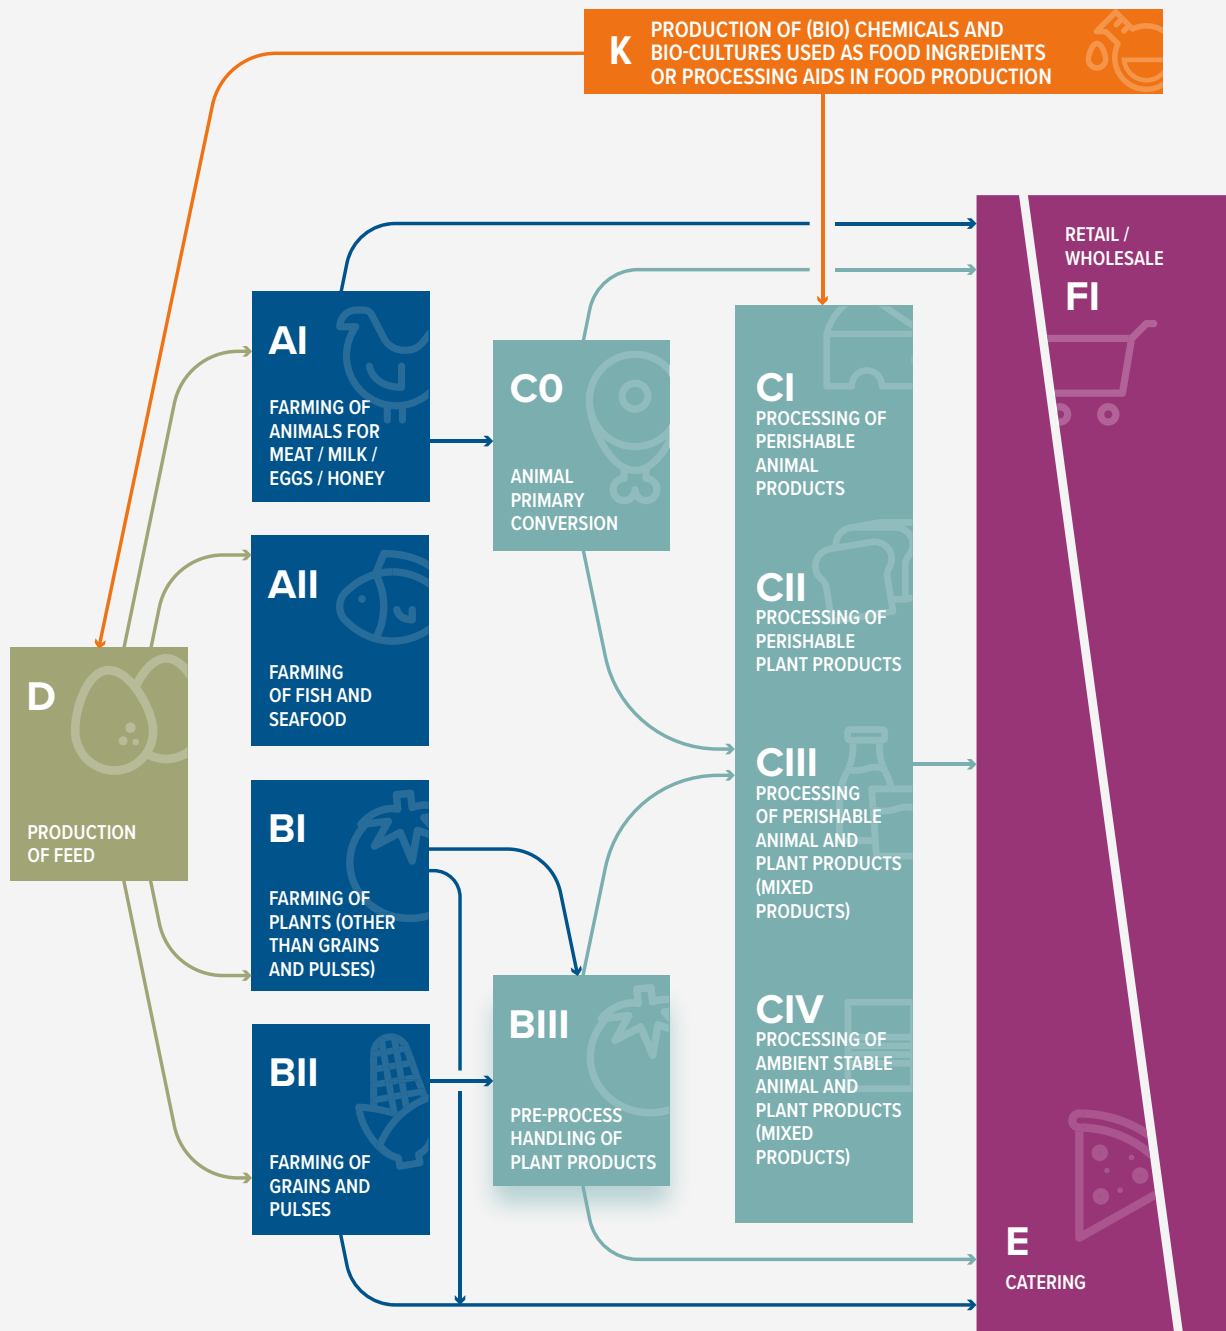 K
PRODUCTION OF (BIO) CHEMICALS AND
BIO-CULTURES USED AS FOOD INGREDIENTS
OR PROCESSING AIDS IN FOOD PRODUCTION
RETAIL /
WHOLESALE
FI
AI
FARMING OF
ANIMALS FOR
MEAT / MILK /
EGGS / HONEY
C0
ANIMAL
PRIMARY
CONVERSION
CI
PROCESSING OF
PERISHABLE
ANIMAL
PRODUCTS
AII
FARMING
OF FISH AND
SEAFOOD
CII
PROCESSING OF
PERISHABLE
PLANT PRODUCTS
D
PRODUCTION
OF FEED
BI
FARMING OF
PLANTS (OTHER
THAN GRAINS
AND PULSES)
CIII
PROCESSING
OF PERISHABLE
ANIMAL AND
PLANT PRODUCTS
(MIXED
PRODUCTS)
BII
FARMING OF
GRAINS AND
PULSES
BIII
PRE-PROCESS
HANDLING OF
PLANT PRODUCTS
CIV
PROCESSING OF
AMBIENT STABLE
ANIMAL AND
PLANT PRODUCTS
(MIXED
PRODUCTS)
E
CATERING